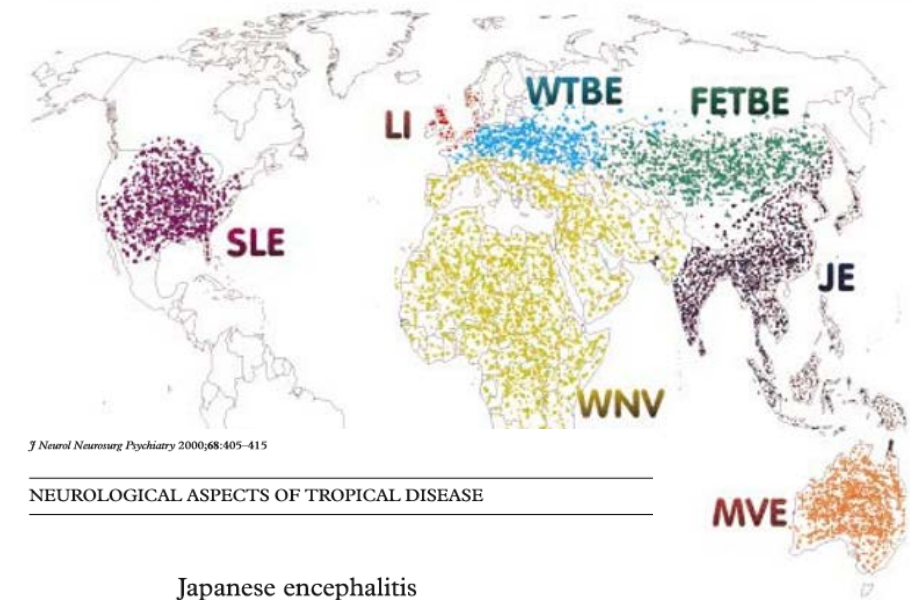 WTBE
FETBE
LI
SLE
JE
WNV
J Neurol Neurosurg Psychiatry 2000;68:405–415
NEUROLOGICAL ASPECTS OF TROPICAL DISEASE
MVE
Japanese encephalitis